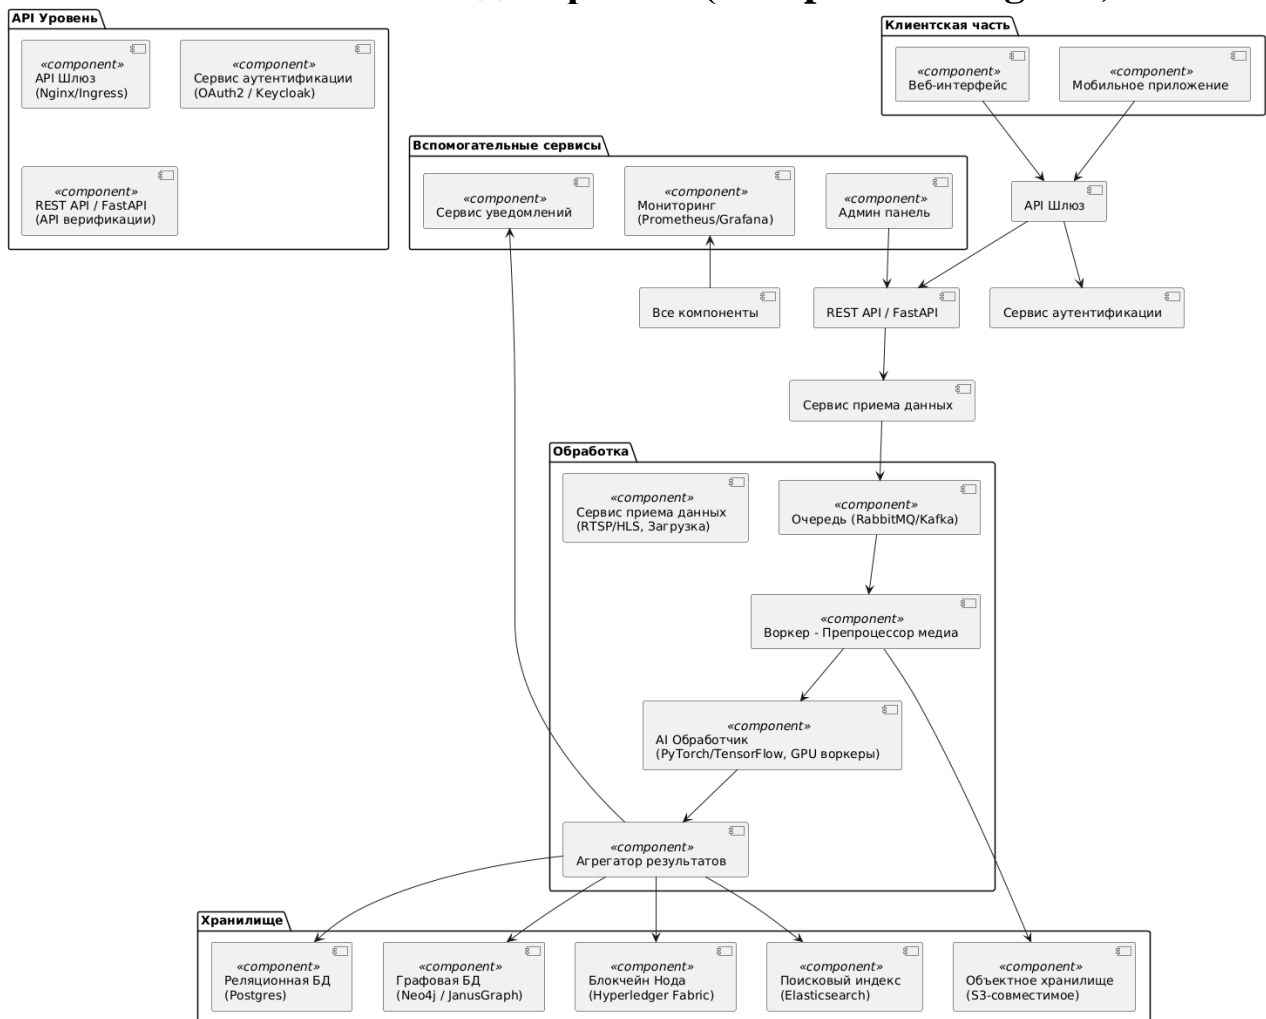 API Уровень
«component»
API Шлюз
(Nginx/Ingress)
«component»
Сервис аутентификации
(OAuth2 / Keycloak)
«component»
REST API / FastAPI
(API верификации)
Клиентская часть
«component»
Веб-интерфейс
«component»
Мобильное приложение
Вспомогательные сервисы
«component»
Сервис уведомлений
«component»
Мониторинг
(Prometheus/Grafana)
«component»
Админ панель
API Шлюз
Все компоненты
REST API / FastAPI
Сервис аутентификации
Сервис приема данных
Обработка
«component»
Сервис приема данных
(RTSP/HLS, Загрузка)
«component»
Очередь (RabbitMQ/Kafka)
«component»
Воркер - Препроцессор медиа
«component»
AI Обработчик
(PyTorch/TensorFlow, GPU воркеры)
«component»
Агрегатор результатов
Хранилище
«component»
Реляционная БД
(Postgres)
«component»
Графовая БД
(Neo4j / JanusGraph)
«component»
Блокчейн Нода
(Hyperledger Fabric)
«component»
Поисковый индекс
(Elasticsearch)
«component»
Объектное хранилище
(S3-совместимое)